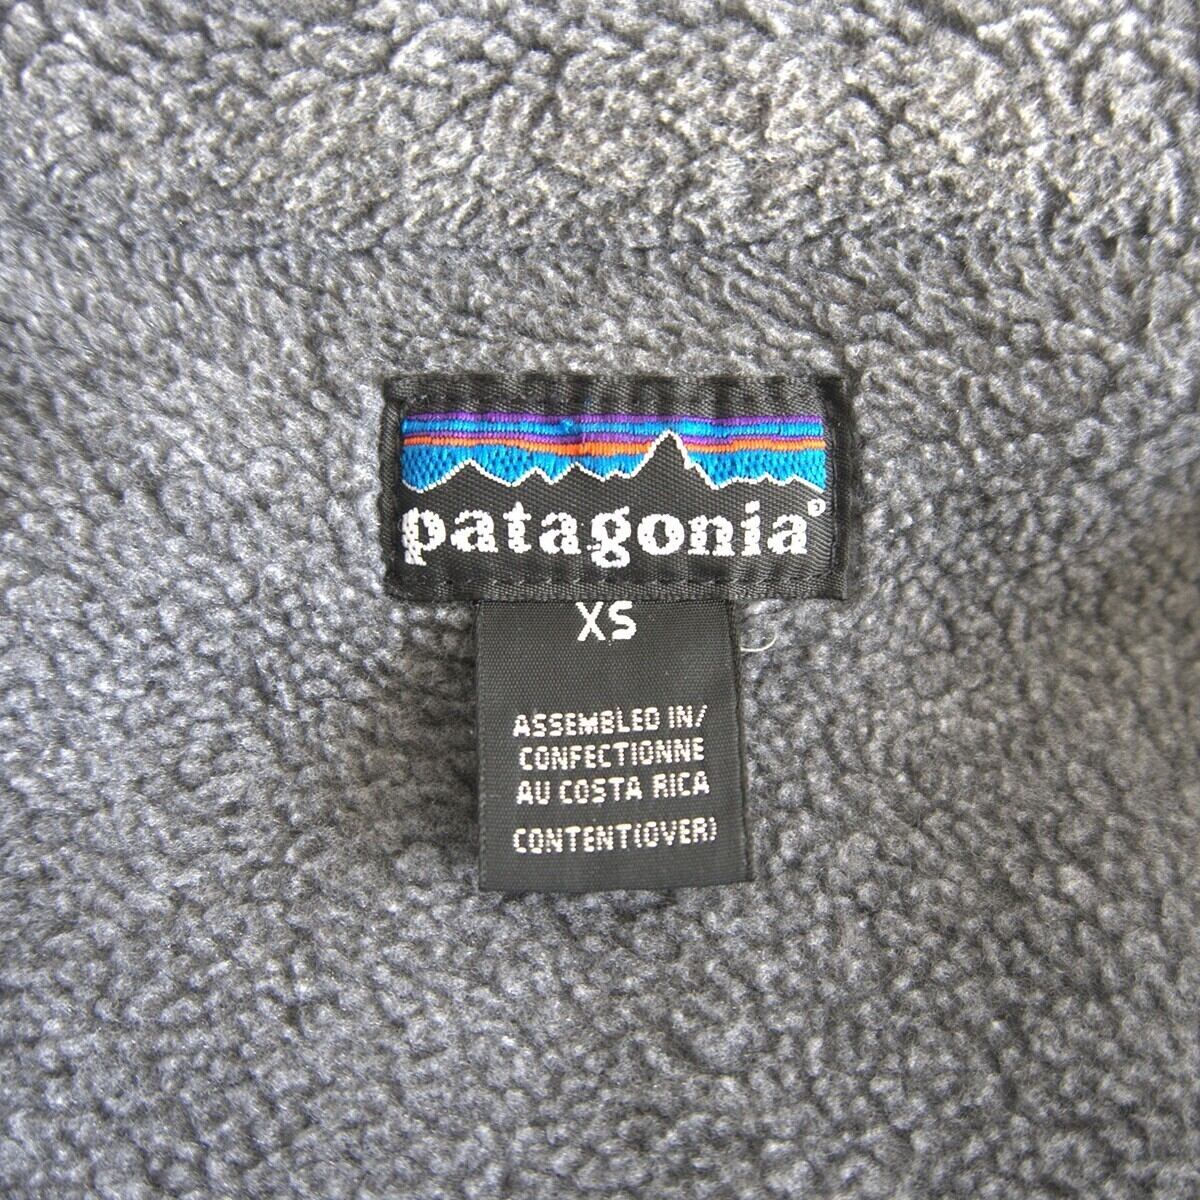 patagonia®
XS
ASSEMBLED IN/
CONFECTIONNE
AU COSTA RICA
CONTENT(OVER)